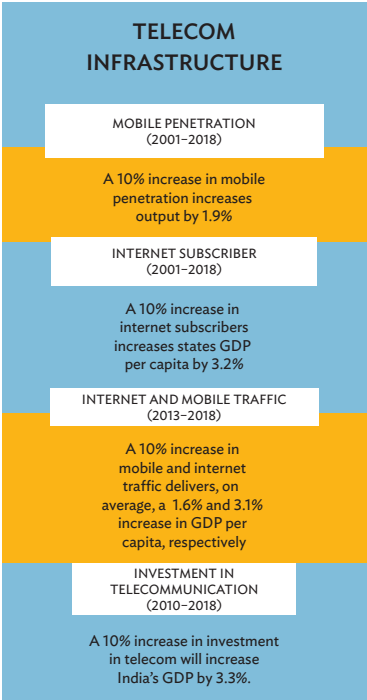 TELECOM
INFRASTRUCTURE
MOBILE PENETRATION
(2001–2018)
A 10% increase in mobile
penetration increases
output by 1.9%
INTERNET SUBSCRIBER
(2001–2018)
A 10% increase in
internet subscribers
increases states GDP
per capita by 3.2%
INTERNET AND MOBILE TRAFFIC
(2013–2018)
A 10% increase in
mobile and internet
traffic delivers, on
average, a 1.6% and 3.1%
increase in GDP per
capita, respectively
INVESTMENT IN
TELECOMMUNICATION
(2010–2018)
A 10% increase in investment
in telecom will increase
India's GDP by 3.3%.